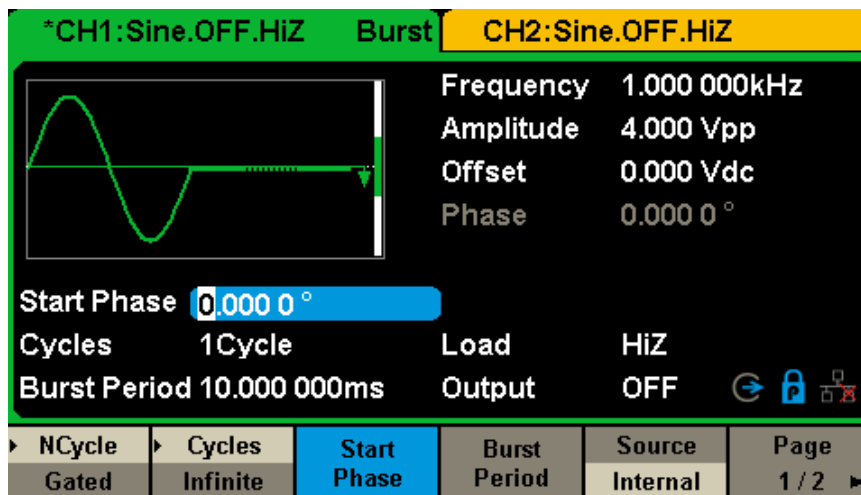 *CH1:Sine.OFF.HiZ Burst CH2:Sine.OFF.HiZ
Frequency 1.000 000kHz
Amplitude 4.000 Vpp
Offset 0.000 Vdc
Phase 0.000 0 °
Start Phase 0.000 0 °
Cycles 1Cycle Load HiZ
Burst Period 10.000 000ms Output OFF P
NCycle Cycles Start Burst Source Page
Gated Infinite Phase Period Internal 1/2